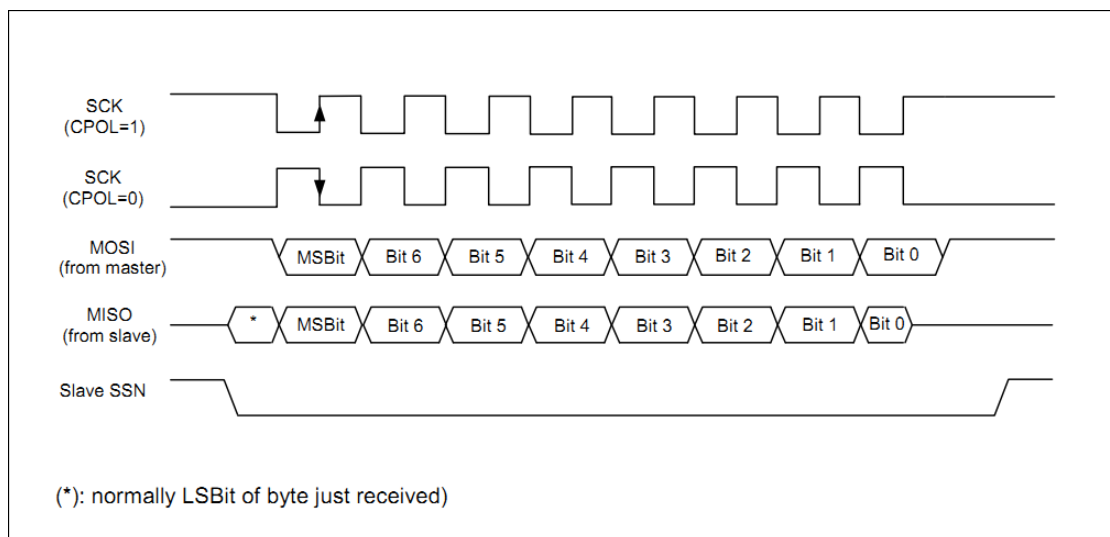 SCK
(CPOL=1)
SCK
(CPOL=0)
MOSI
(from master)
MSBit Bit 6 Bit 5 Bit 4 Bit 3 Bit 2 Bit 1 Bit 0
MISO
(from slave)
* MSBit Bit 6 Bit 5 Bit 4 Bit 3 Bit 2 Bit 1 Bit 0
Slave SSN
(*): normally LSBit of byte just received)